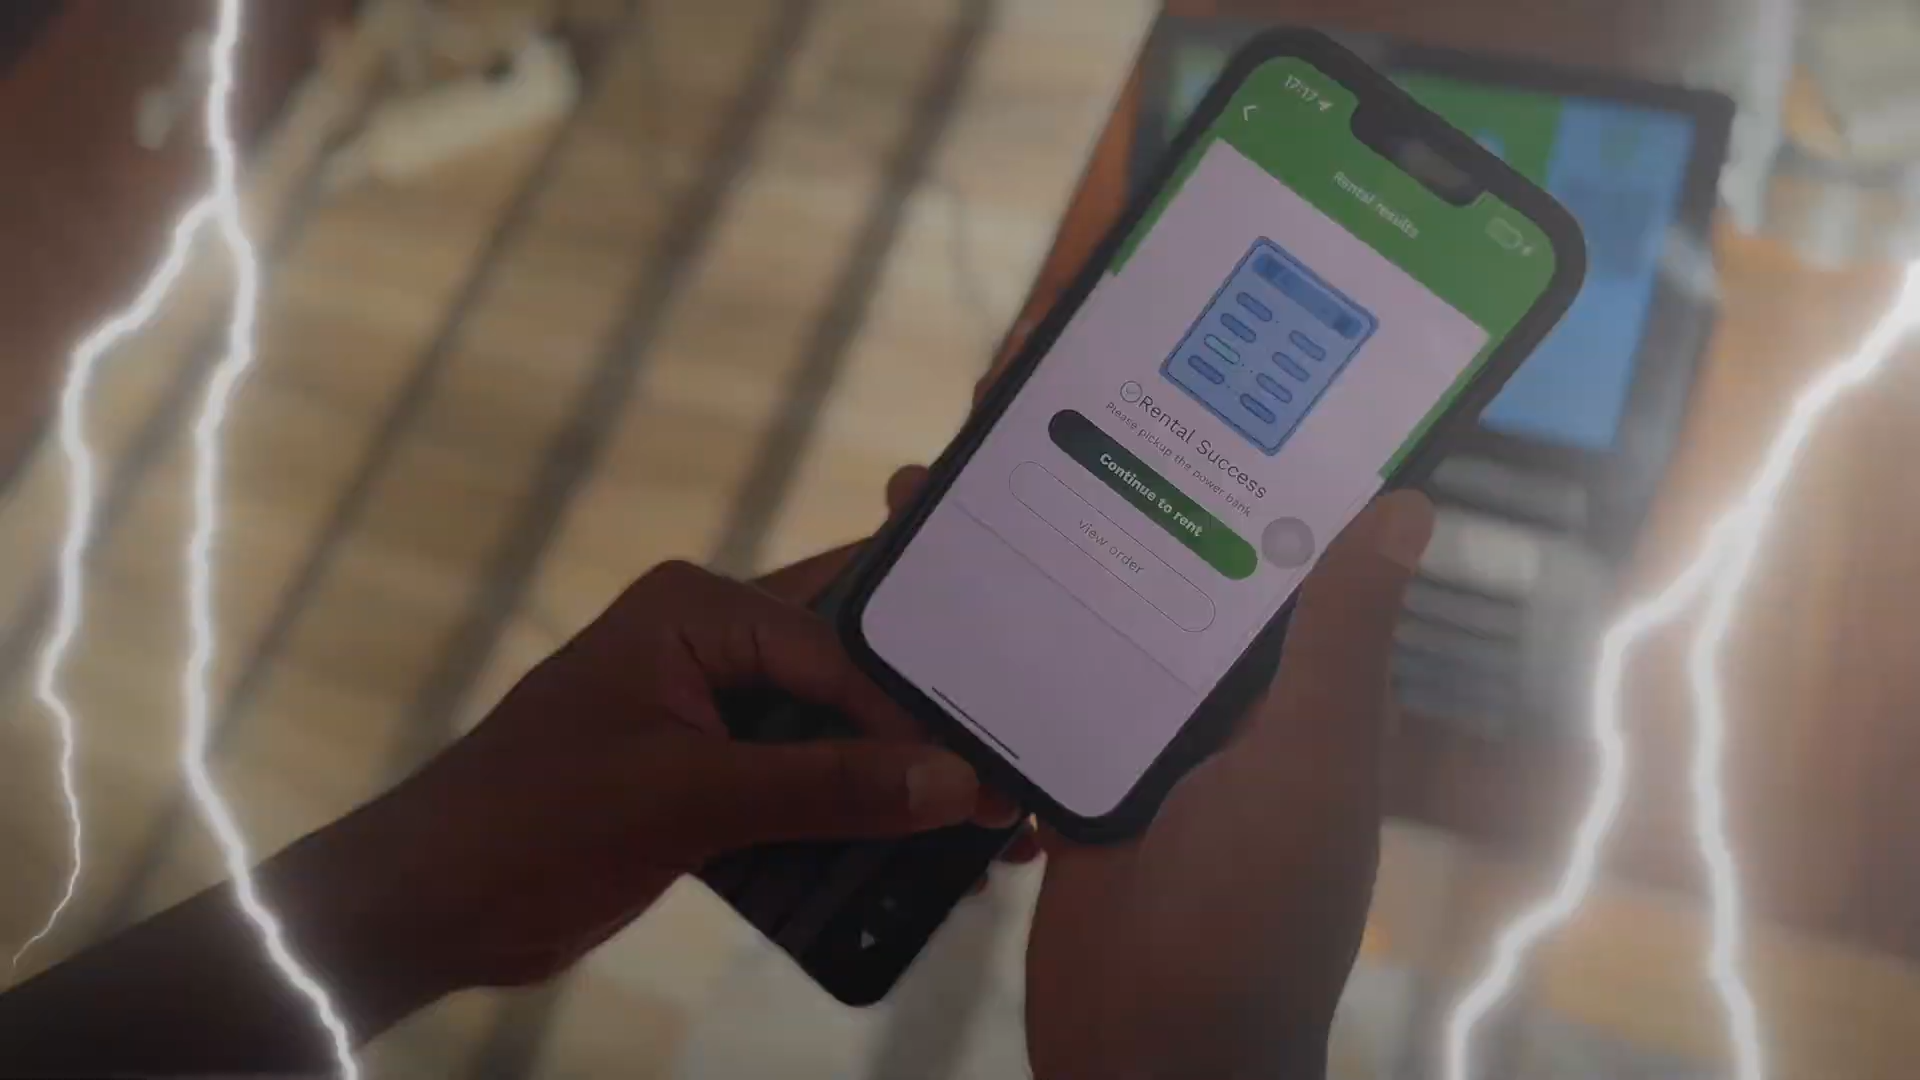 17:17
Rental results
Rental Success
Please pickup the power bank
Continue to rent
View order